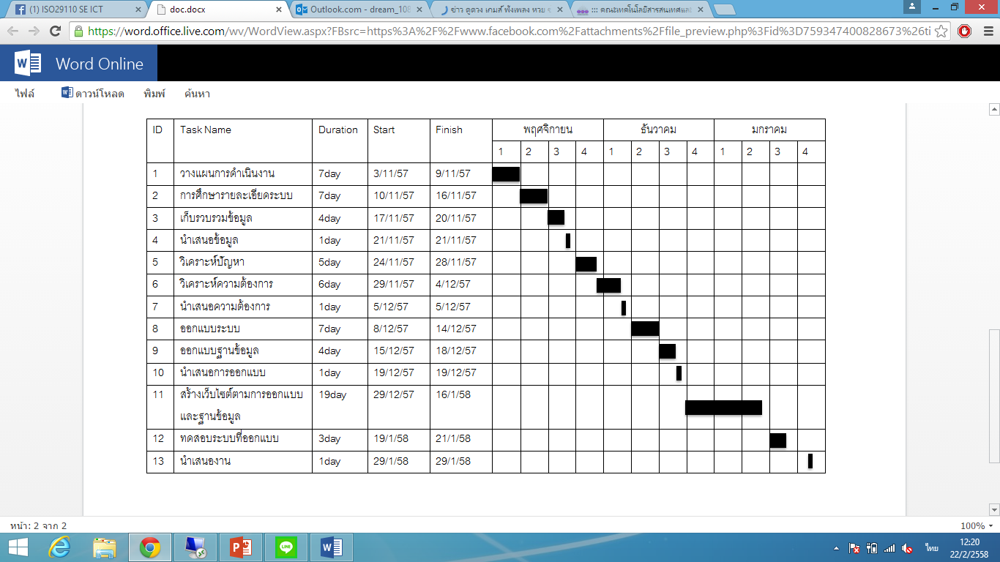 (1) ISO29110 SE ICT
doc.docx
Outlook.com - dream_108
ข่าว ดูดวง เกมส์ ฟังเพลง หวย
::: คณะเทคโนโลยีสารสนเทศและ
https://word.office.live.com/wv/WordView.aspx?FBsrc=https%3A%2F%2Fwww.facebook.com%2Fattachments%2Ffile_preview.php%3Fid%3D759347400828673%26ti
Word Online
ไฟล์ ดาวน์โหลด พิมพ์ ค้นหา
ID Task Name Duration Start Finish พฤศจิกายน ธันวาคม มกราคม
1 2 3 4 1 2 3 4 1 2 3 4
1 วางแผนการดำเนินงาน 7day 3/11/57 9/11/57
2 การศึกษารายละเอียดระบบ 7day 10/11/57 16/11/57
3 เก็บรวบรวมข้อมูล 4day 17/11/57 20/11/57
4 นำเสนอข้อมูล 1day 21/11/57 21/11/57
5 วิเคราะห์ปัญหา 5day 24/11/57 28/11/57
6 วิเคราะห์ความต้องการ 6day 29/11/57 4/12/57
7 นำเสนอความต้องการ 1day 5/12/57 5/12/57
8 ออกแบบระบบ 7day 8/12/57 14/12/57
9 ออกแบบฐานข้อมูล 4day 15/12/57 18/12/57
10 นำเสนอการออกแบบ 1day 19/12/57 19/12/57
11 สร้างเว็บไซต์ตามการออกแบบ 19day 29/12/57 16/1/58
และฐานข้อมูล
12 ทดสอบระบบที่ออกแบบ 3day 19/1/58 21/1/58
13 นำเสนองาน 1day 29/1/58 29/1/58
หน้า: 2 จาก 2 100%
ไทย 12:20
22/2/2558